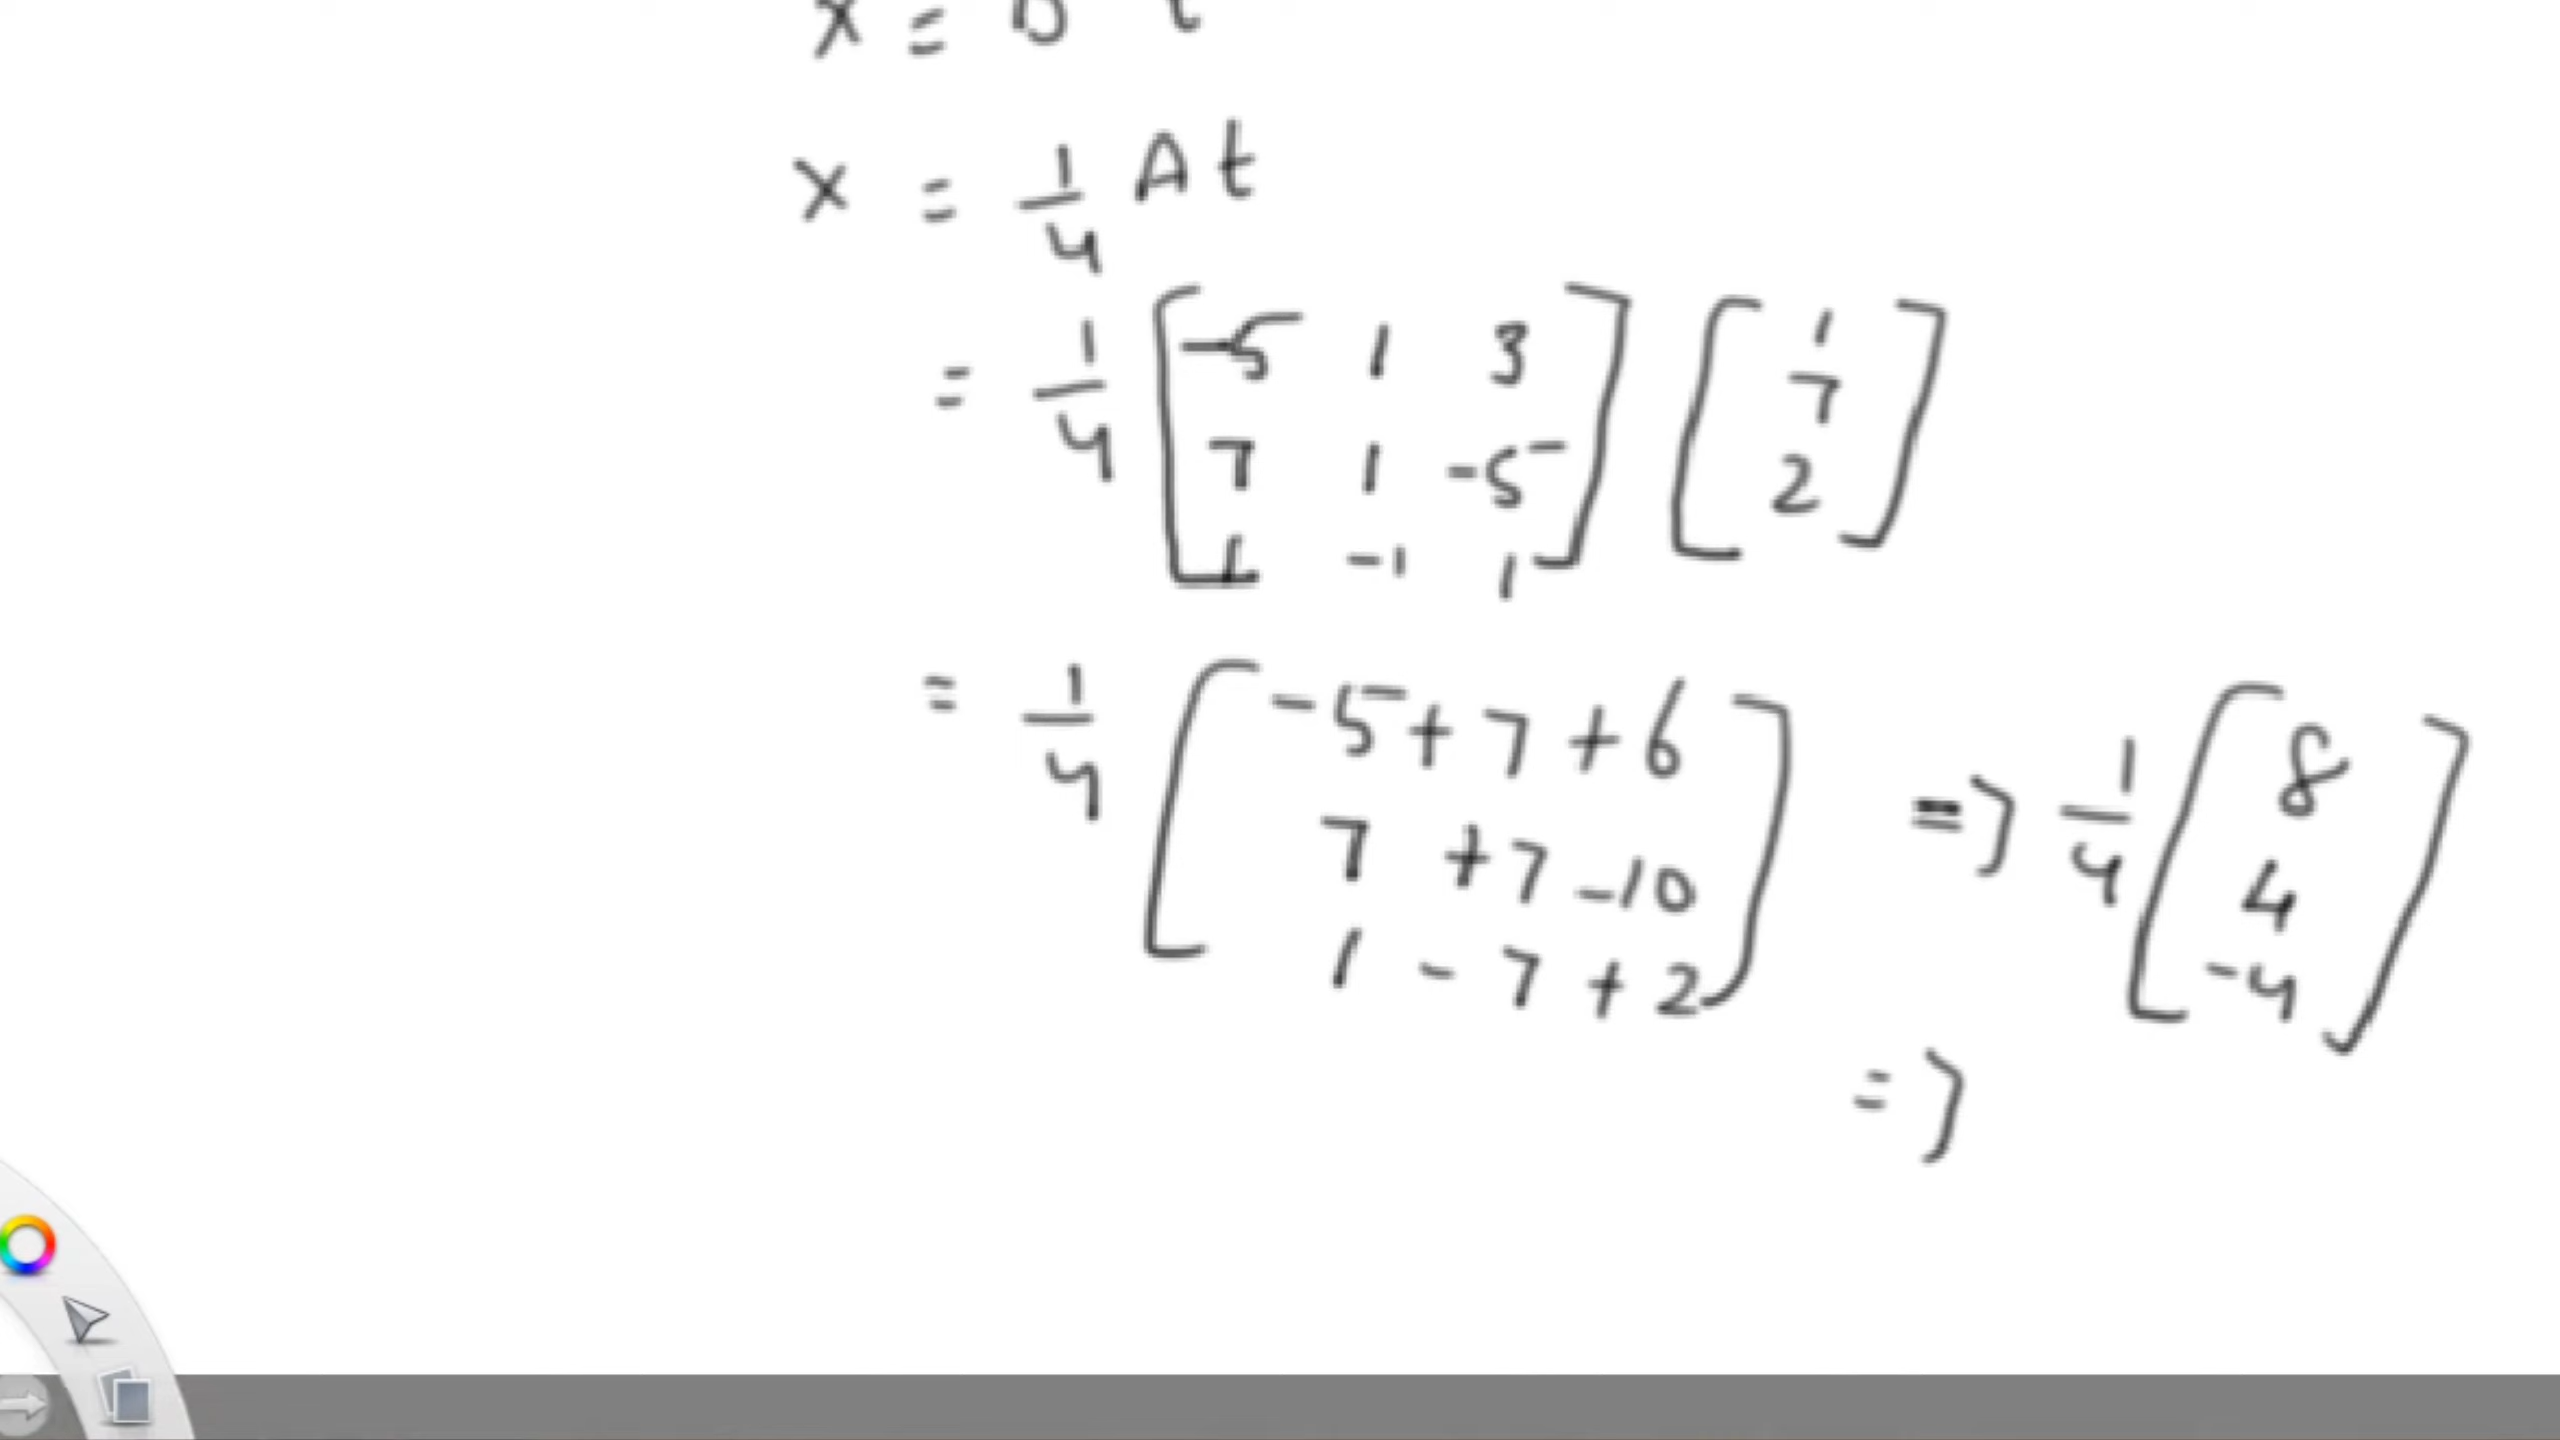 x =
x = 1/4 At
= 1/4 [-5 1 3; 7 1 -5; 1 -1 1] [1; 7; 2]
= 1/4 [-5+7+6; 7+7-10; 1-7+2] => 1/4 [8; 4; -4]
=>